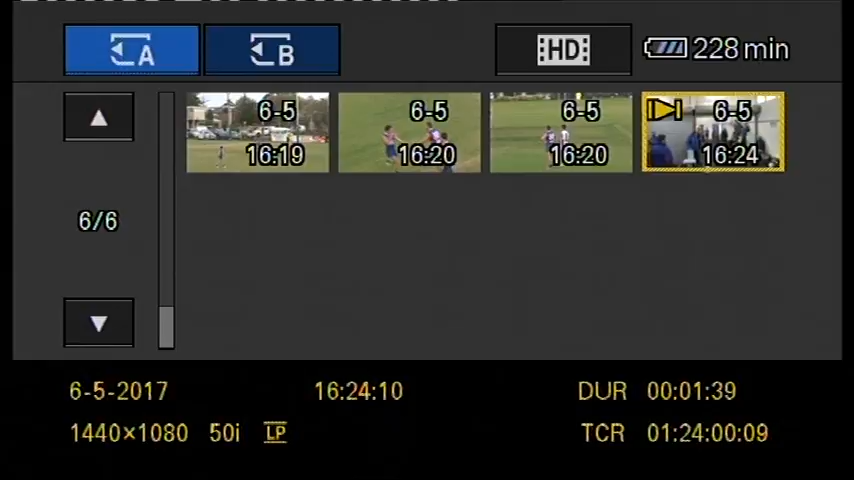 A B HD 228 min
6-5 6-5 6-5 6-5
16:19 16:20 16:20 16:24
6/6
6-5-2017 16:24:10 DUR 00:01:39
1440×1080 50i LP TCR 01:24:00:09